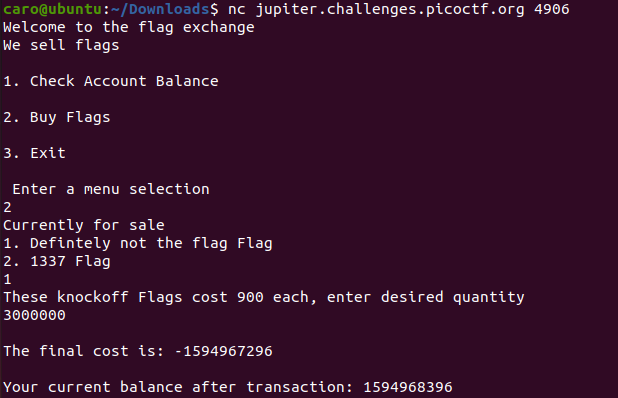 caro@ubuntu:~/Downloads$ nc jupiter.challenges.picoctf.org 4906
Welcome to the flag exchange
We sell flags
1. Check Account Balance
2. Buy Flags
3. Exit
Enter a menu selection
2
Currently for sale
1. Defintely not the flag Flag
2. 1337 Flag
1
These knockoff Flags cost 900 each, enter desired quantity
3000000
The final cost is: -1594967296
Your current balance after transaction: 1594968396